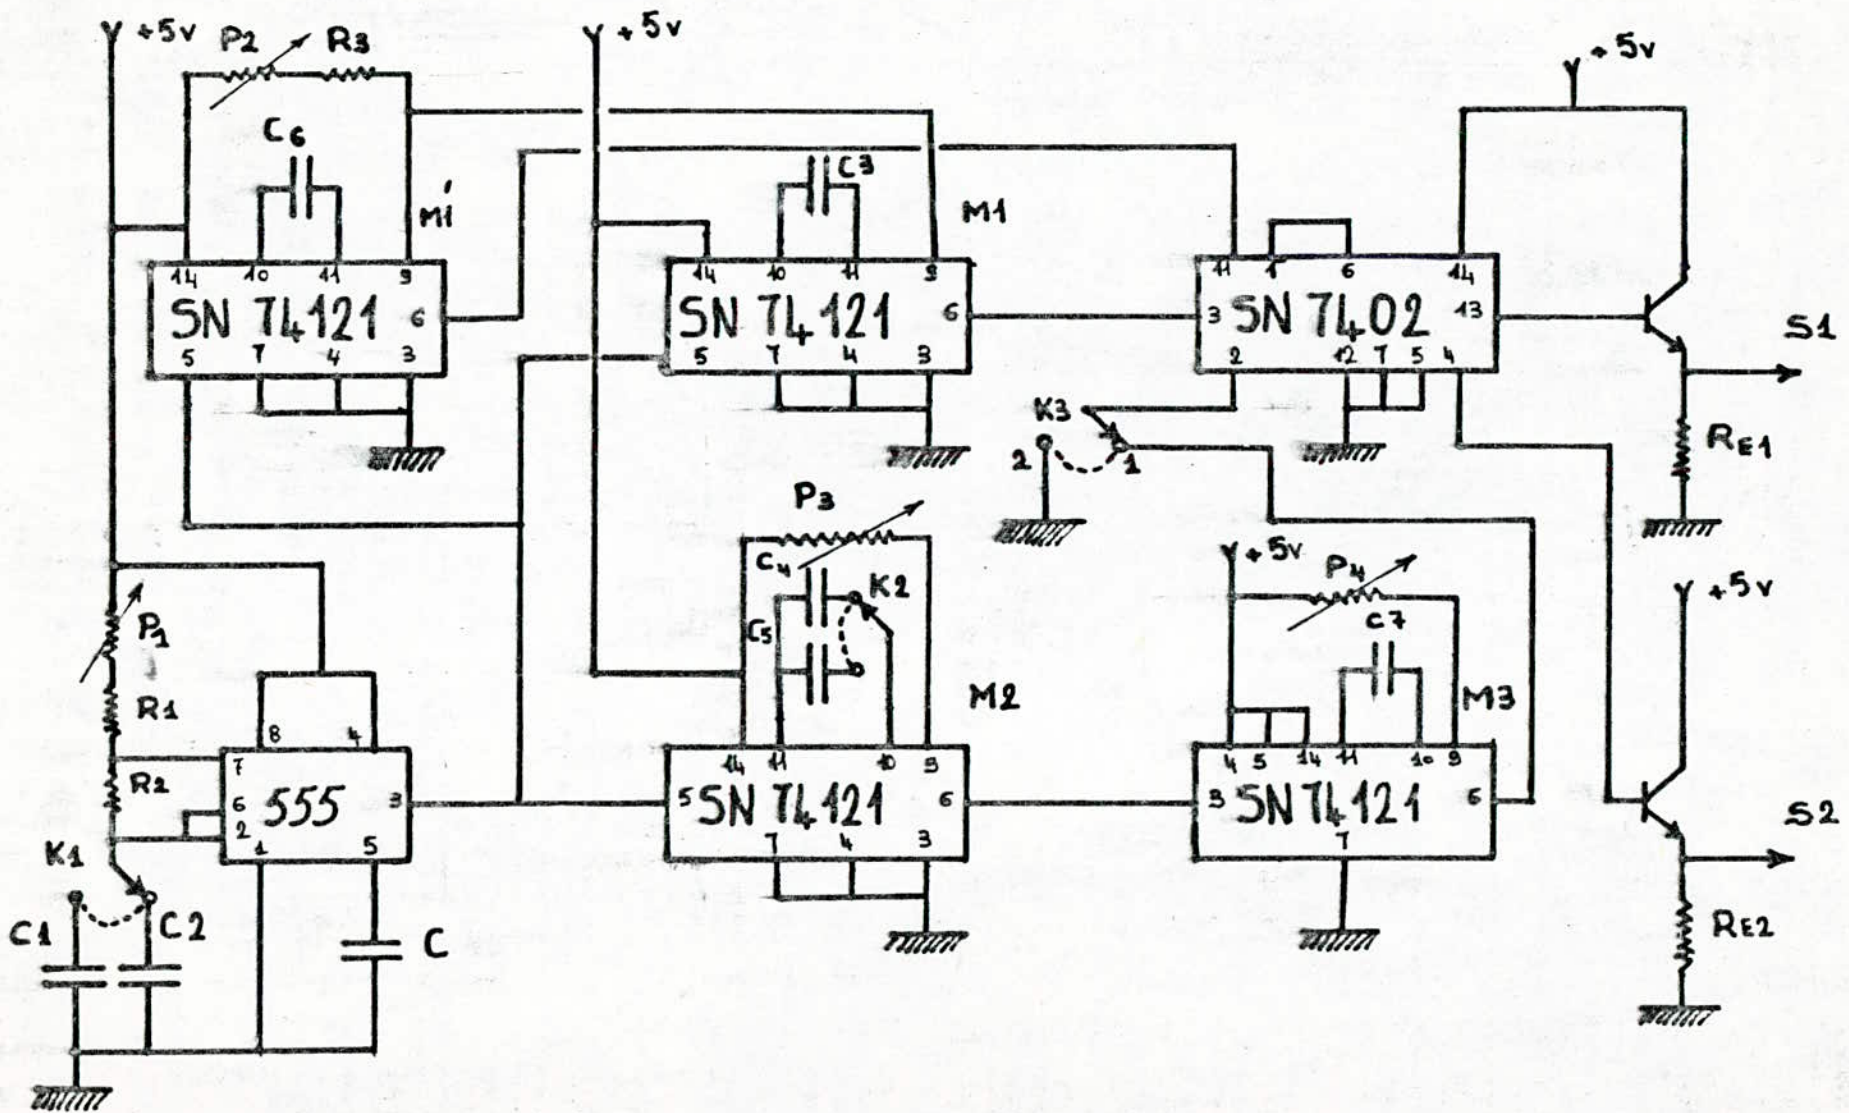 +5v
P2
R3
+5v
+5v
C6
C3
M'1
M1
14 10 11 9
14 10 11 9
11 1 6 14
SN 74121 6
SN 74121 6
3 SN 7402 13
5 7 4 3
5 7 4 3
2 12 7 5 4
S1
K3
2
1
RE1
P3
+5v
P4
+5v
C4
K2
C5
C7
P1
R1
M2
M3
8 4
14 11 10 9
4 5 14 11 10 9
7
R2
6
2
555
3
5 SN 74121 6
3 SN 74121 6
1 5
7 4 3
7
S2
K1
C1
C2
C
RE2